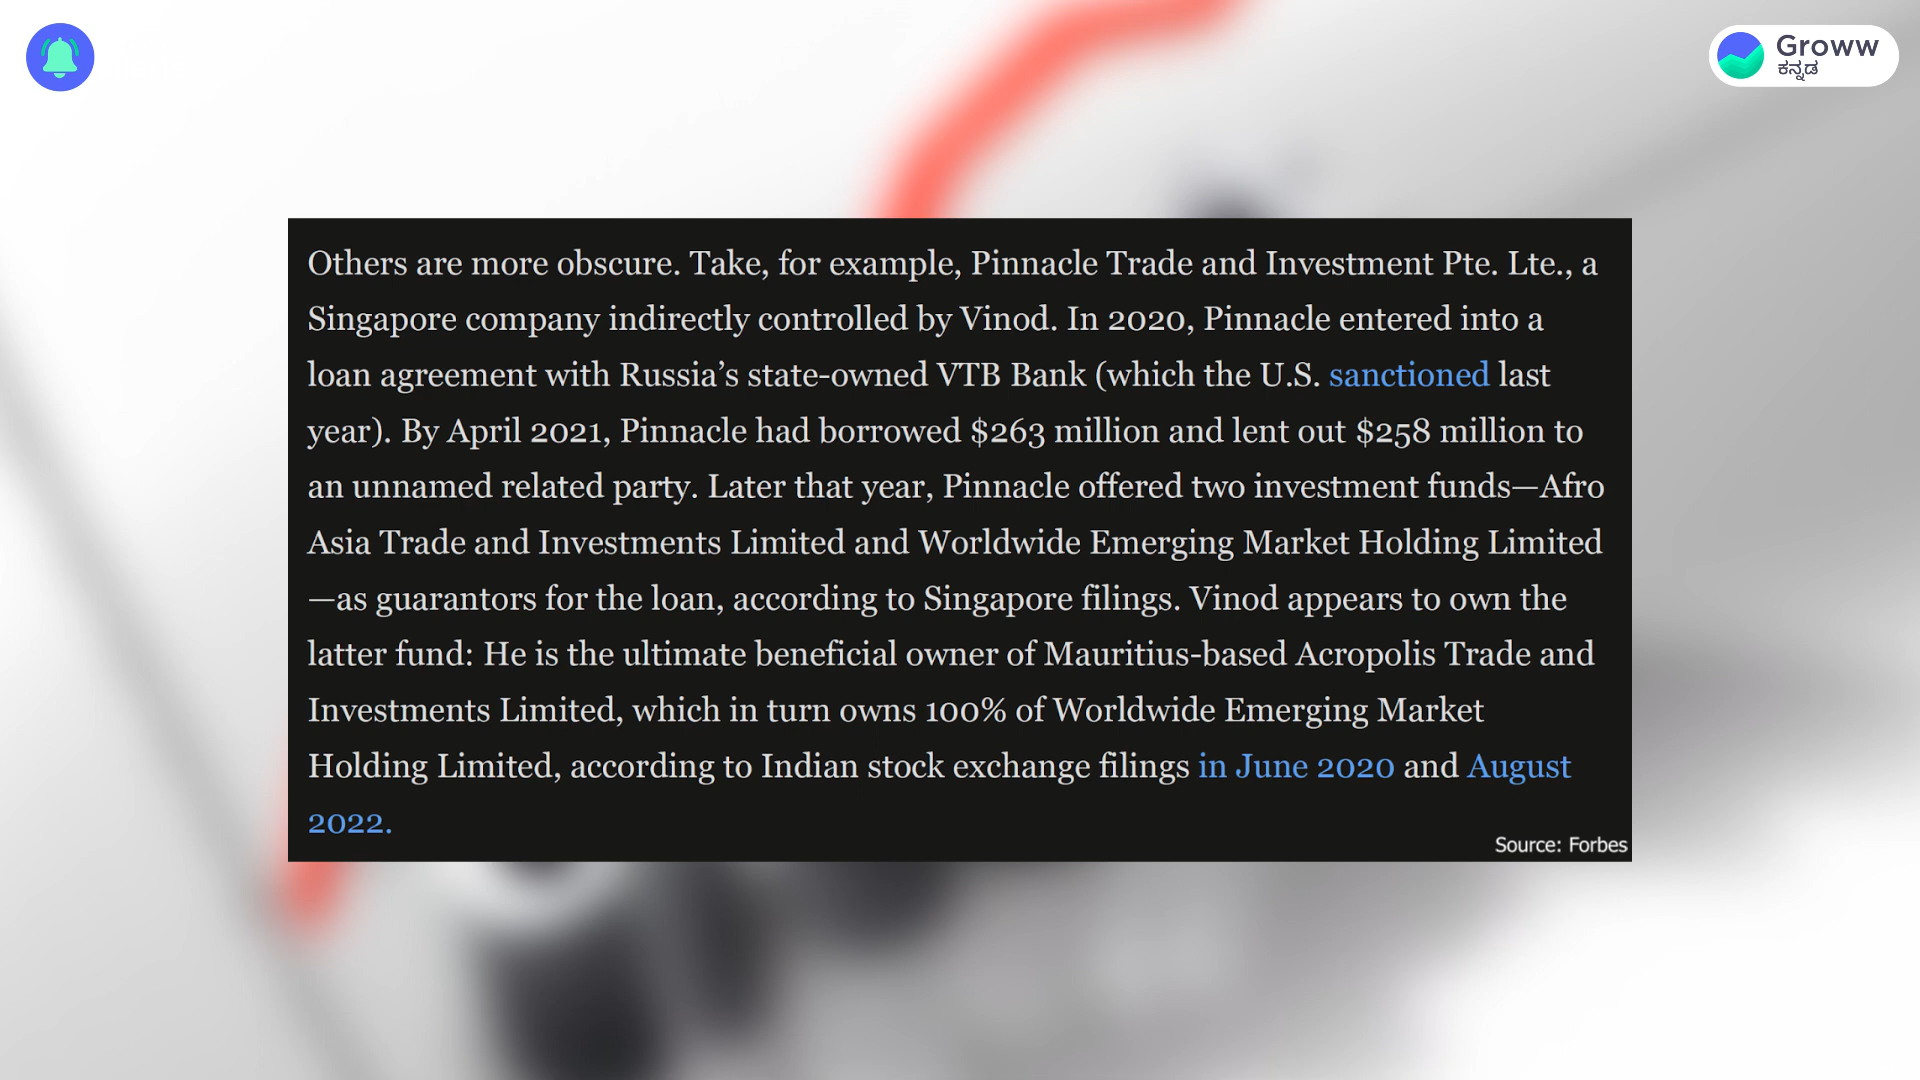 Groww
ಕನ್ನಡ
Others are more obscure. Take, for example, Pinnacle Trade and Investment Pte. Lte., a
Singapore company indirectly controlled by Vinod. In 2020, Pinnacle entered into a
loan agreement with Russia’s state-owned VTB Bank (which the U.S. sanctioned last
year). By April 2021, Pinnacle had borrowed $263 million and lent out $258 million to
an unnamed related party. Later that year, Pinnacle offered two investment funds—Afro
Asia Trade and Investments Limited and Worldwide Emerging Market Holding Limited
—as guarantors for the loan, according to Singapore filings. Vinod appears to own the
latter fund: He is the ultimate beneficial owner of Mauritius-based Acropolis Trade and
Investments Limited, which in turn owns 100% of Worldwide Emerging Market
Holding Limited, according to Indian stock exchange filings in June 2020 and August
2022.
Source: Forbes